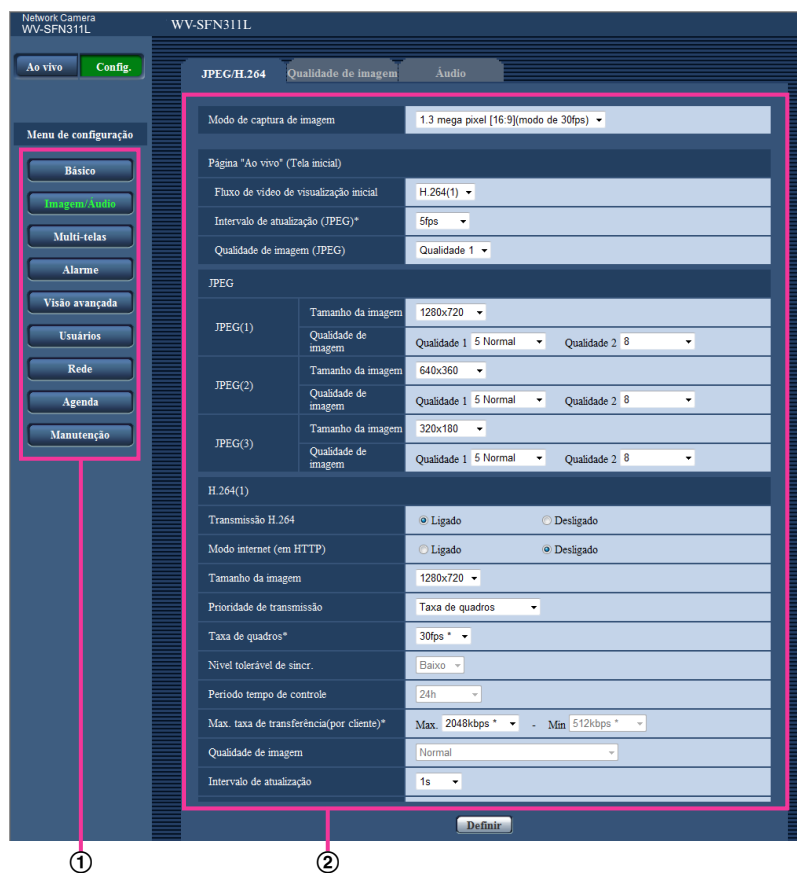 Network Camera
WV-SFN311L
WV-SFN311L
Ao vivo Config.
Menu de configuração
Básico
Imagem/Áudio
Multi-telas
Alarme
Visão avançada
Usuários
Rede
Agenda
Manutenção
JPEG/H.264 Qualidade de imagem Áudio
Modo de captura de imagem 1.3 mega pixel [16:9](modo de 30fps)
Página "Ao vivo" (Tela inicial)
Fluxo de vídeo de visualização inicial H.264(1)
Intervalo de atualização (JPEG)* 5fps
Qualidade de imagem (JPEG) Qualidade 1
JPEG
JPEG(1)
Tamanho da imagem 1280x720
Qualidade de imagem Qualidade 1 5 Normal Qualidade 2 8
JPEG(2)
Tamanho da imagem 640x360
Qualidade de imagem Qualidade 1 5 Normal Qualidade 2 8
JPEG(3)
Tamanho da imagem 320x180
Qualidade de imagem Qualidade 1 5 Normal Qualidade 2 8
H.264(1)
Transmissão H.264 Ligado Desligado
Modo internet (em HTTP) Ligado Desligado
Tamanho da imagem 1280x720
Prioridade de transmissão Taxa de quadros
Taxa de quadros* 30fps *
Nível tolerável de sincr. Baixo
Período tempo de controle 24h
Max. taxa de transferência(por cliente)* Max. 2048kbps * - Min 512kbps *
Qualidade de imagem Normal
Intervalo de atualização 1s
Definir
① ②